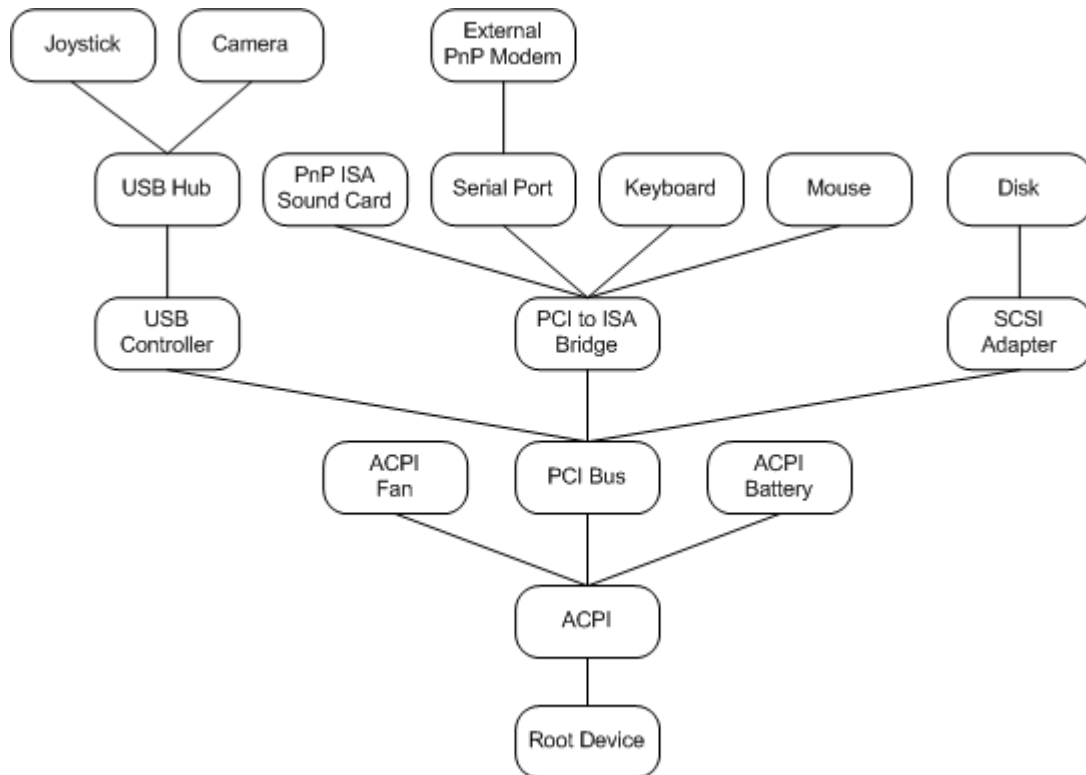 Joystick
Camera
External
PnP Modem
USB Hub
PnP ISA
Sound Card
Serial Port
Keyboard
Mouse
Disk
USB
Controller
PCI to ISA
Bridge
SCSI
Adapter
ACPI
Fan
PCI Bus
ACPI
Battery
ACPI
Root Device